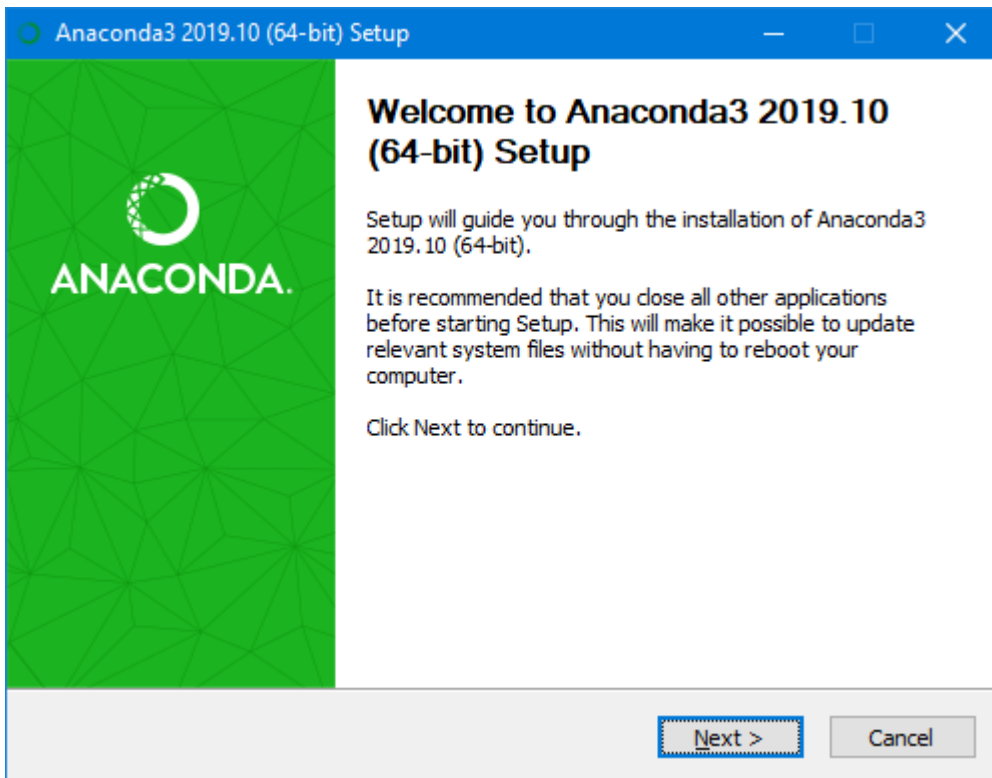 Anaconda3 2019.10 (64-bit) Setup
ANACONDA.
Welcome to Anaconda3 2019.10
(64-bit) Setup
Setup will guide you through the installation of Anaconda3
2019.10 (64-bit).
It is recommended that you close all other applications
before starting Setup. This will make it possible to update
relevant system files without having to reboot your
computer.
Click Next to continue.
Next >
Cancel